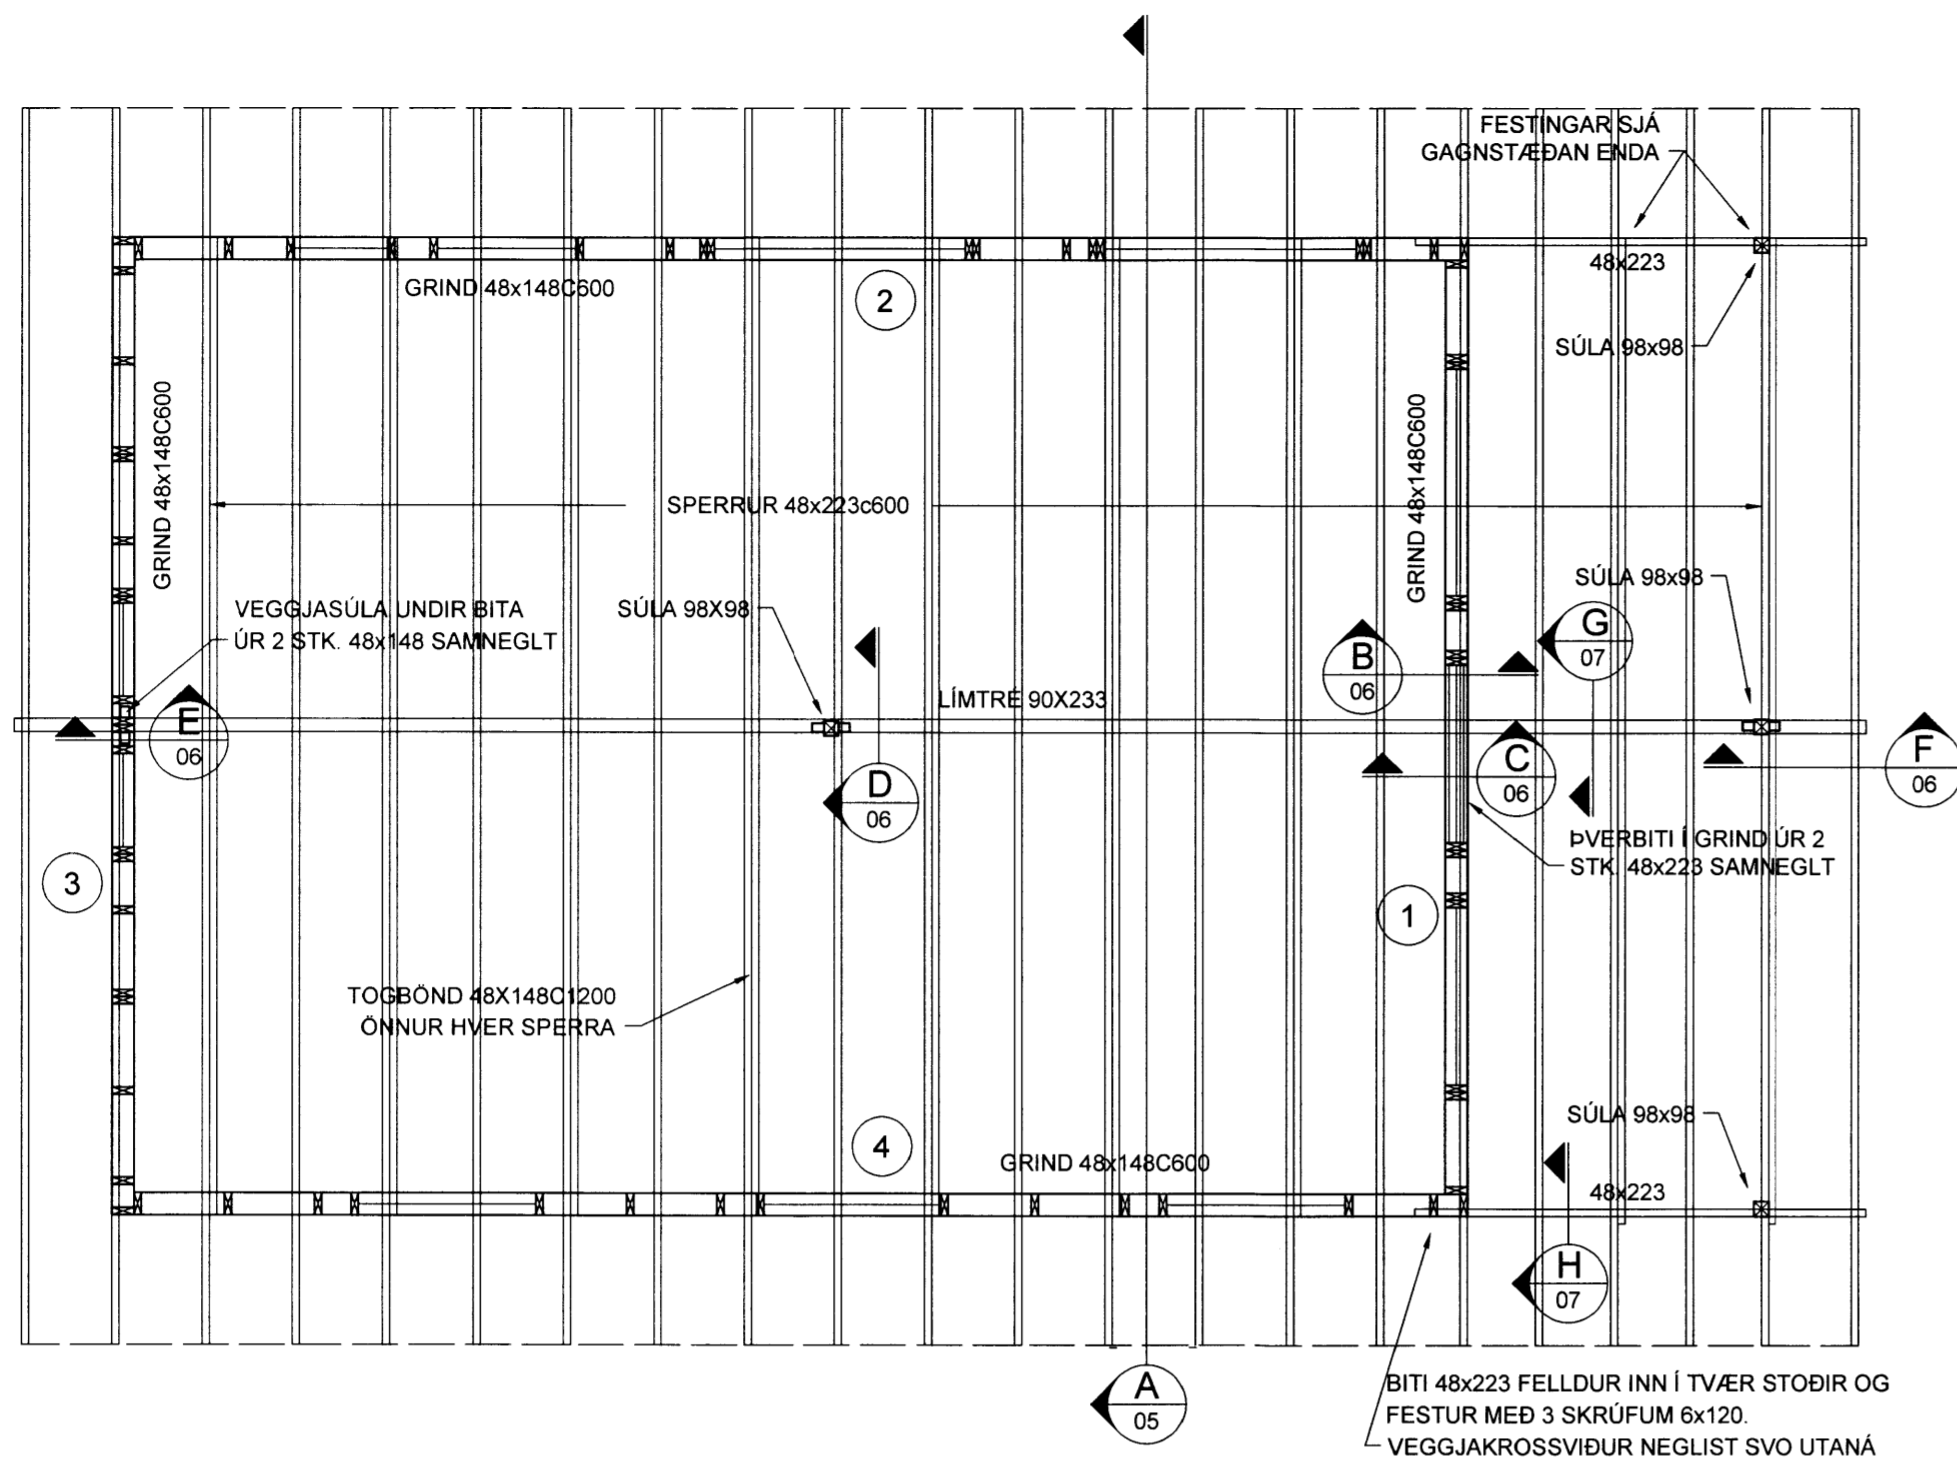 FESTINGAR SJÁ
GAGNSTÆÐAN ENDA
48x223
GRIND 48x148C600
2
SÚLA 98x98
GRIND 48x148C600
GRIND 48x148C600
SPERRUR 48x223c600
SÚLA 98x98
VEGGJASÚLA UNDIR BITA
ÚR 2 STK. 48x148 SAMNEGLT
SÚLA 98X98
G
07
B
06
LÍMTRÉ 90X233
E
06
C
06
F
06
D
06
ÞVERBITI Í GRIND ÚR 2
STK. 48x223 SAMNEGLT
3
1
TOGBÖND 48X148C1200
ÖNNUR HVER SPERRA
SÚLA 98x98
4
GRIND 48x148C600
48x223
H
07
A
05
BITI 48x223 FELLDUR INN Í TVÆR STOÐIR OG
FESTUR MEÐ 3 SKRÚFUM 6x120.
VEGGJAKROSSVIÐUR NEGLIST SVO UTANÁ